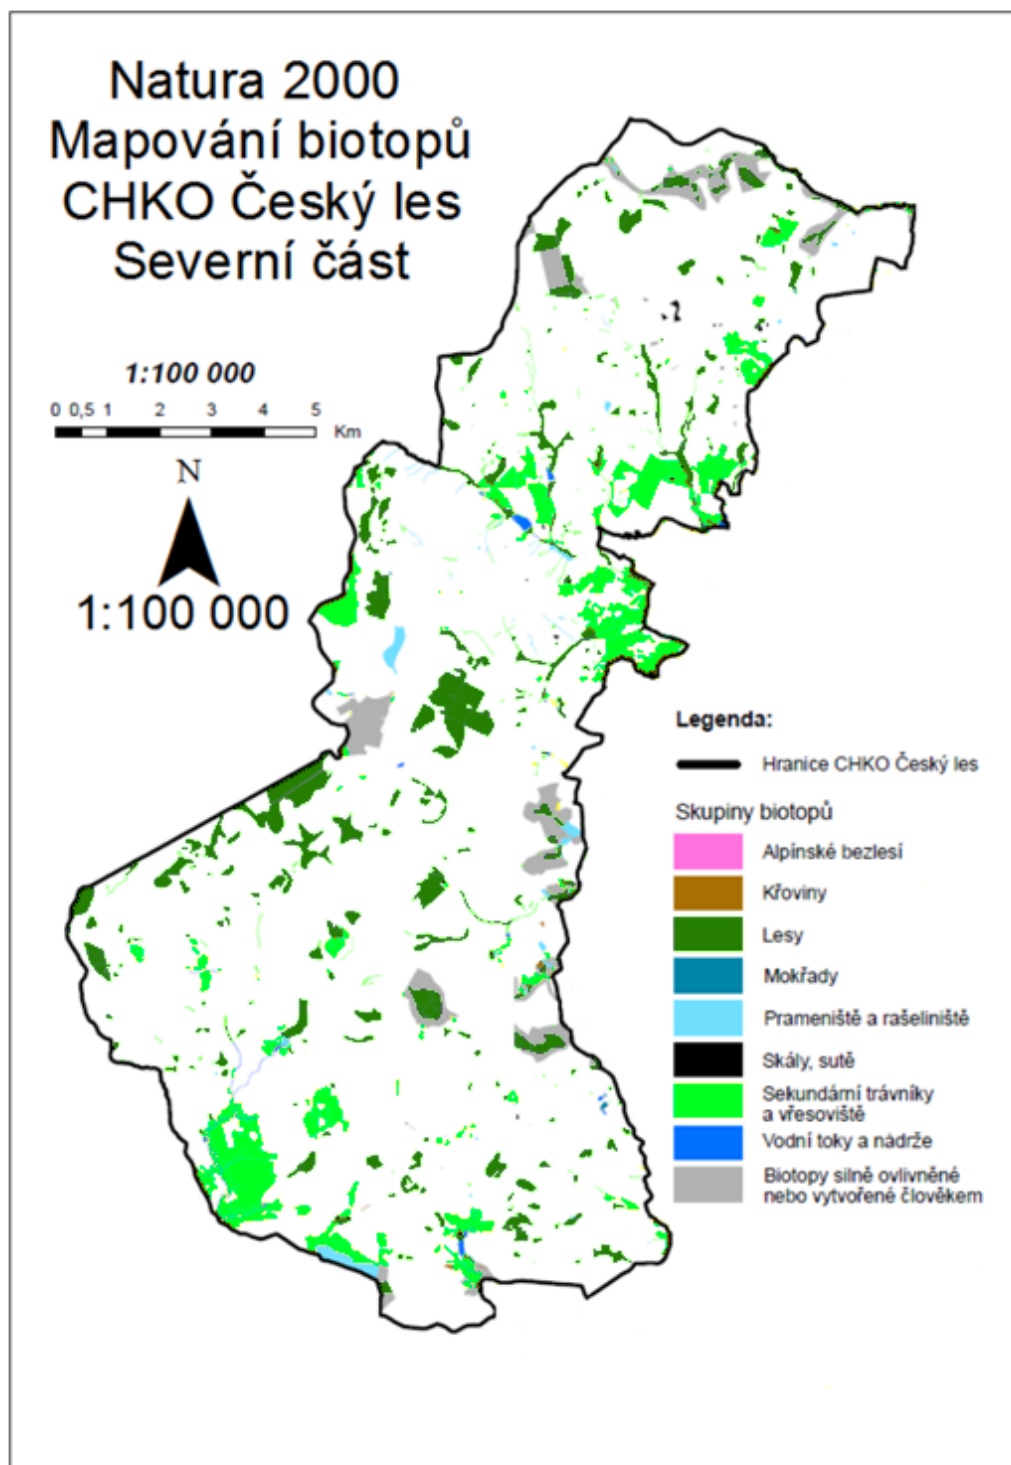 Natura 2000
Mapování biotopů
CHKO Český les
Severní část
1:100 000
0 0,5 1 2 3 4 5
Km
N
1:100 000
Legenda:
Hranice CHKO Český les
Skupiny biotopů
Alpínské bezlesí
Křoviny
Lesy
Mokřady
Prameniště a rašeliniště
Skály, sutě
Sekundární trávníky
a vřesoviště
Vodní toky a nádrže
Biotopy silně ovlivněné
nebo vytvořené člověkem